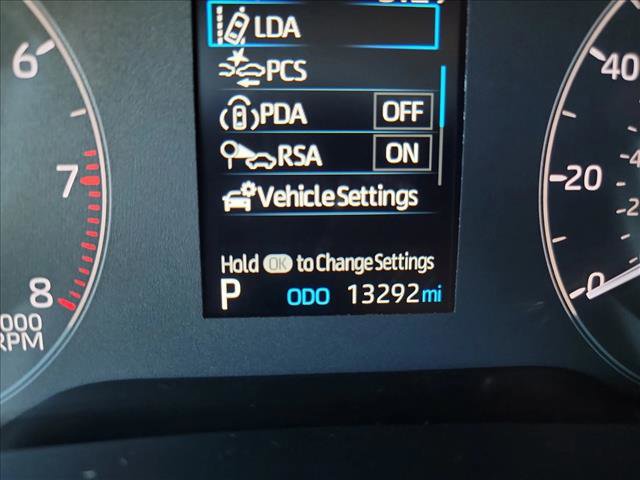 LDA
PCS
PDA OFF
RSA ON
Vehicle Settings
Hold OK to Change Settings
P ODO 13292 mi
6
7
8
000
RPM
40
20
0